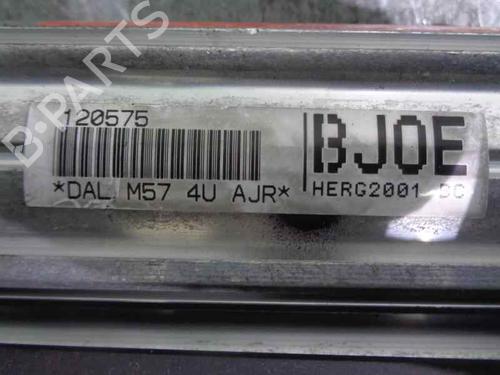 B-PARTS
120575
BJOE
*DAL M57 4U AJR*
HERG2001 DC